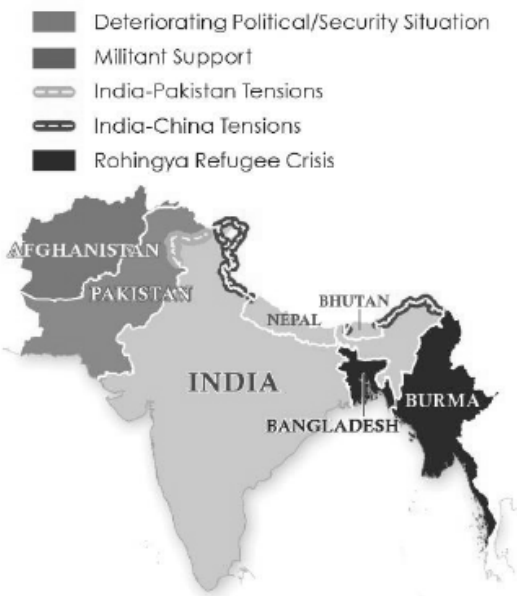 Deteriorating Political/Security Situation
Militant Support
India-Pakistan Tensions
India-China Tensions
Rohingya Refugee Crisis
AFGHANISTAN
PAKISTAN
BHUTAN
NEPAL
INDIA
BURMA
BANGLADESH